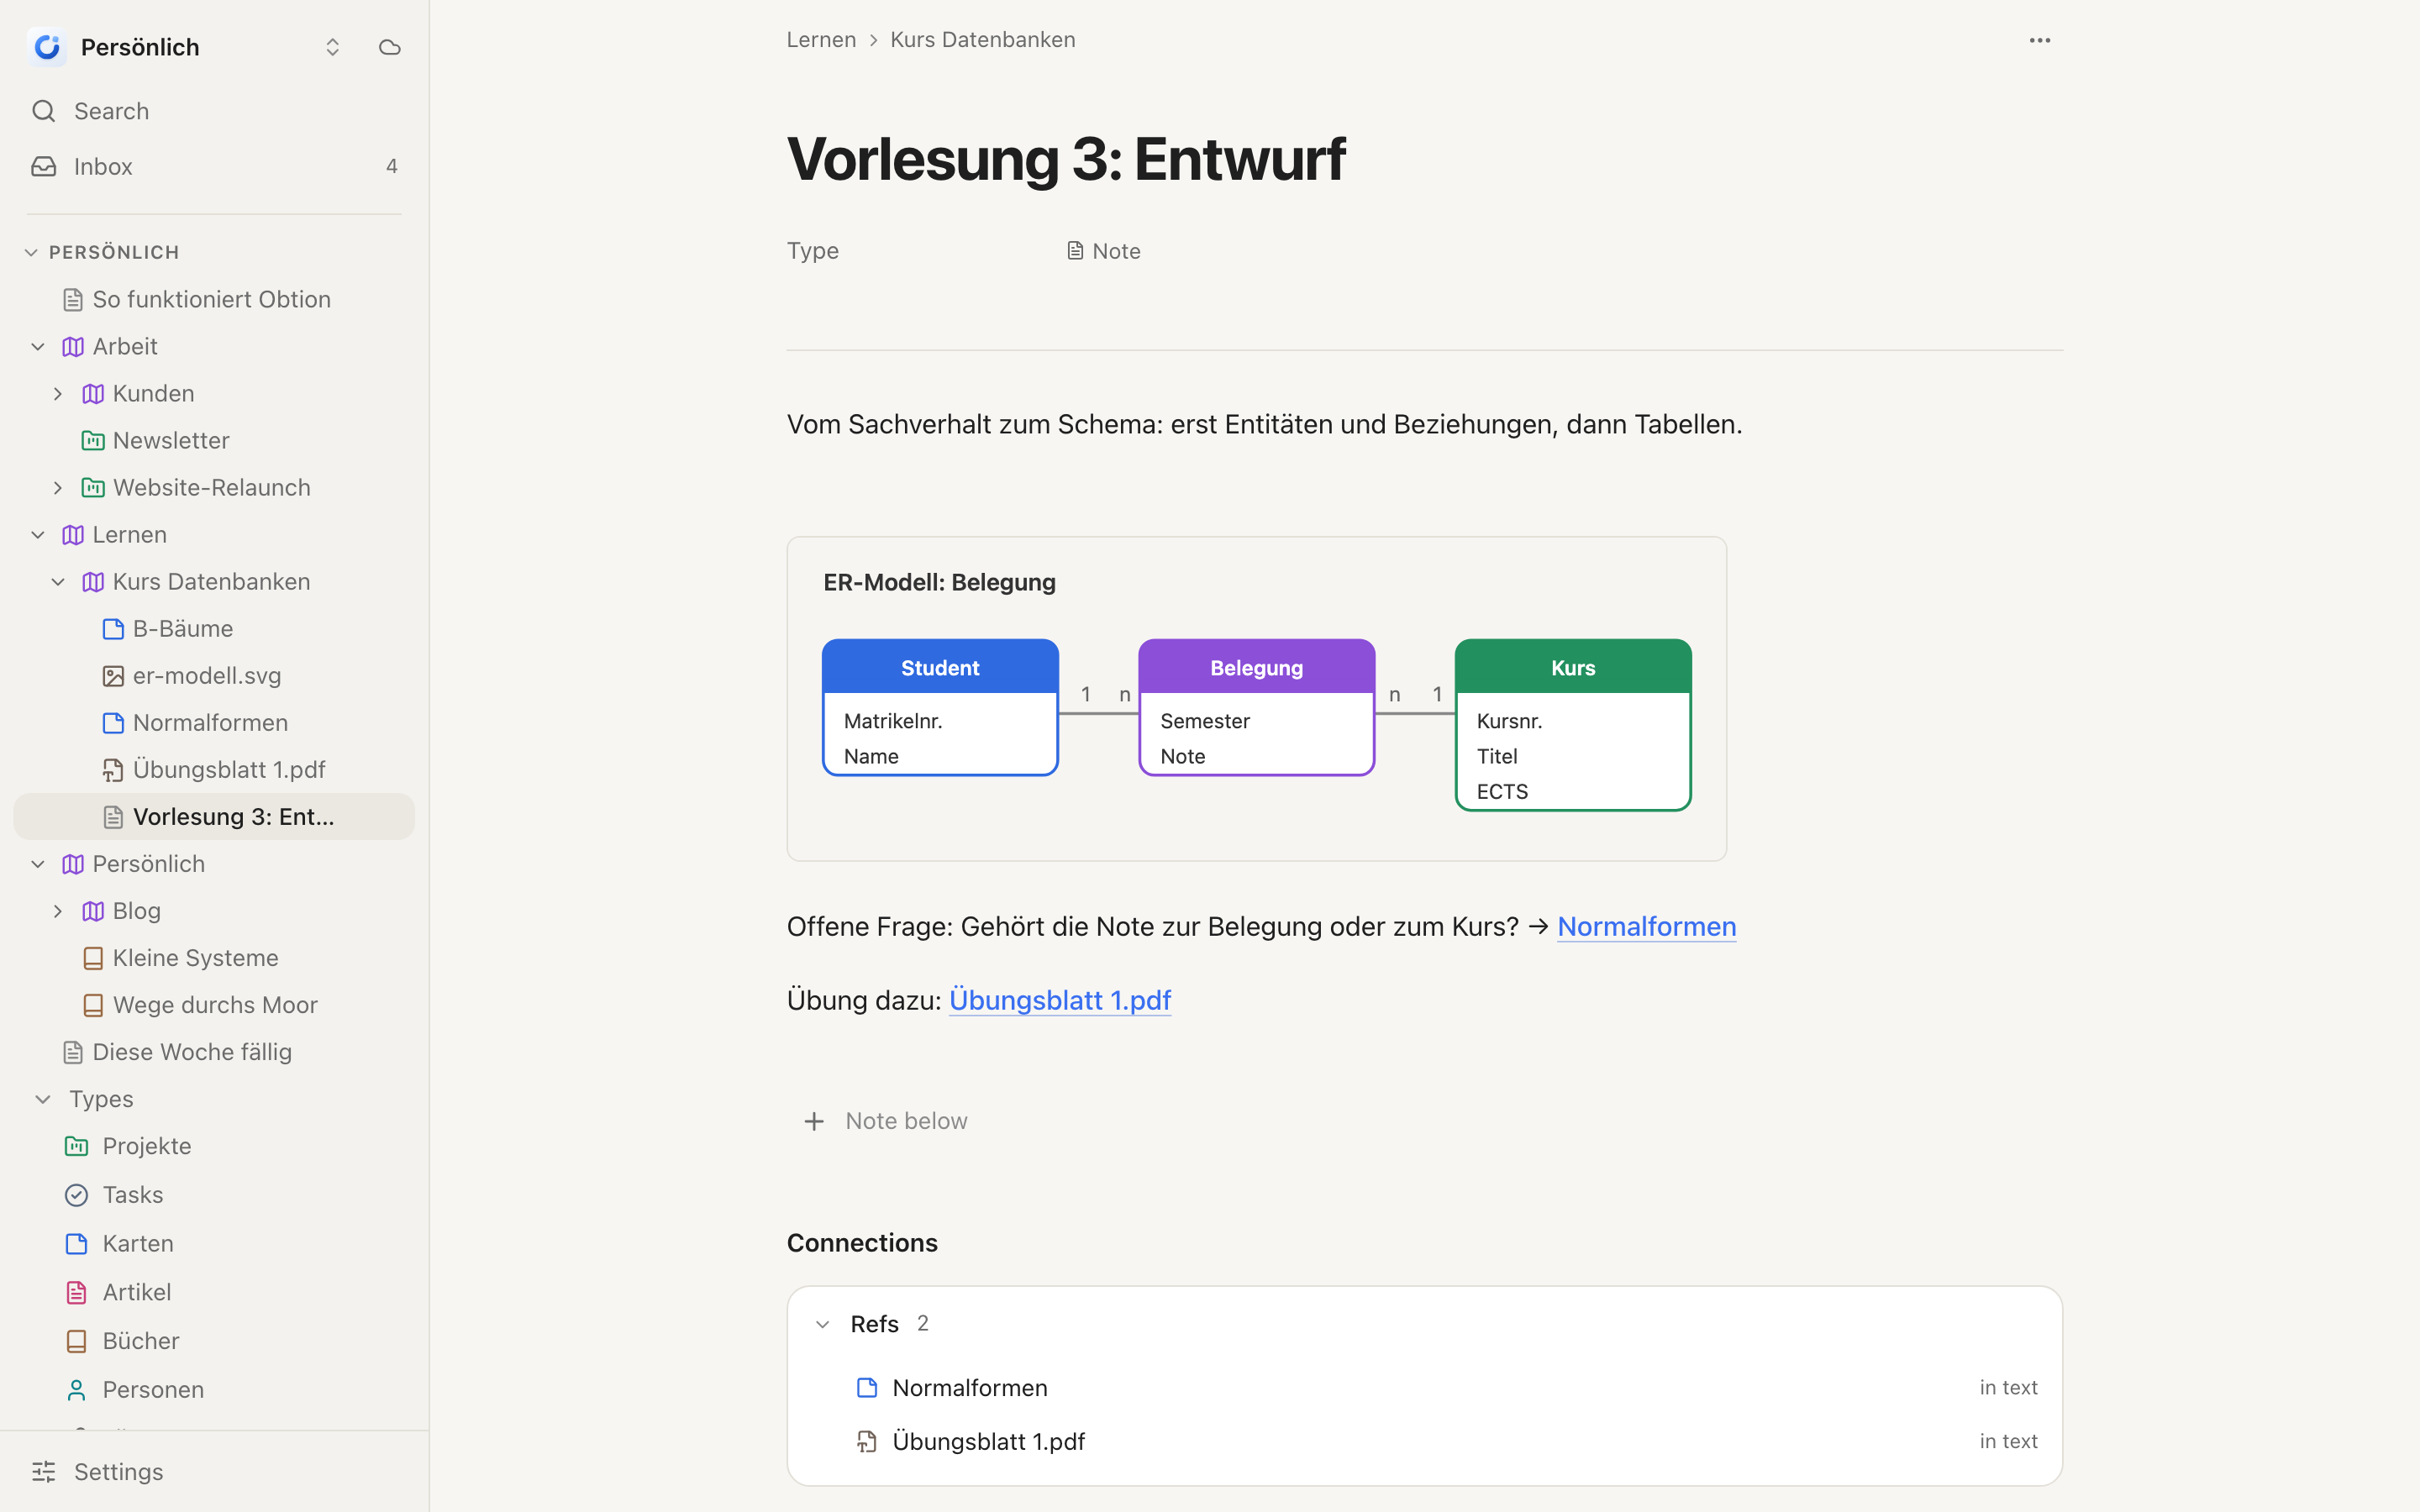 Persönlich
Search
Inbox 4
PERSÖNLICH
So funktioniert Obtion
Arbeit
Kunden
Newsletter
Website-Relaunch
Lernen
Kurs Datenbanken
B-Bäume
er-modell.svg
Normalformen
Übungsblatt 1.pdf
Vorlesung 3: Ent...
Persönlich
Blog
Kleine Systeme
Wege durchs Moor
Diese Woche fällig
Types
Projekte
Tasks
Karten
Artikel
Bücher
Personen
Settings
Lernen > Kurs Datenbanken
Vorlesung 3: Entwurf
Type Note
Vom Sachverhalt zum Schema: erst Entitäten und Beziehungen, dann Tabellen.
ER-Modell: Belegung
Student
Matrikelnr.
Name
1 n
Belegung
Semester
Note
n 1
Kurs
Kursnr.
Titel
ECTS
Offene Frage: Gehört die Note zur Belegung oder zum Kurs? → Normalformen
Übung dazu: Übungsblatt 1.pdf
Note below
Connections
Refs 2
Normalformen in text
Übungsblatt 1.pdf in text